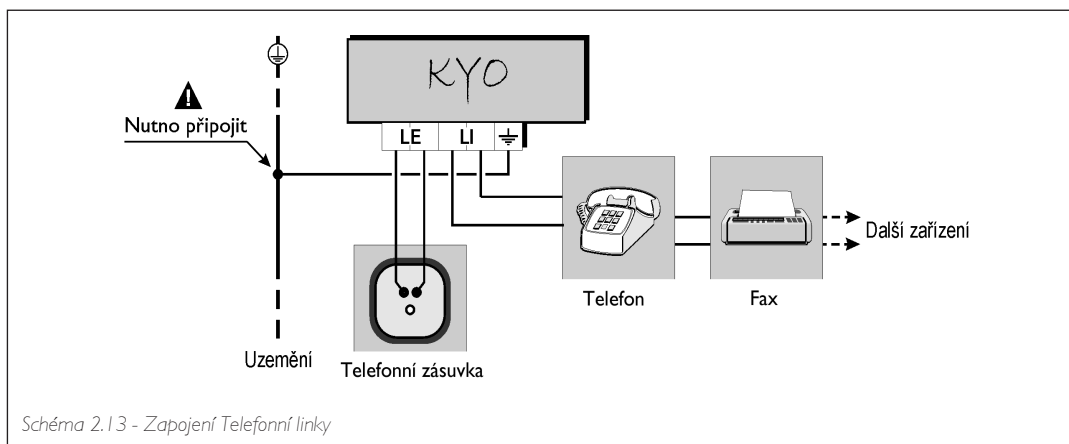 KYO
Nutno připojit
LE LI
Další zařízení
Telefon
Fax
Uzemění
Telefonní zásuvka
Schéma 2.13 - Zapojení Telefonní linky